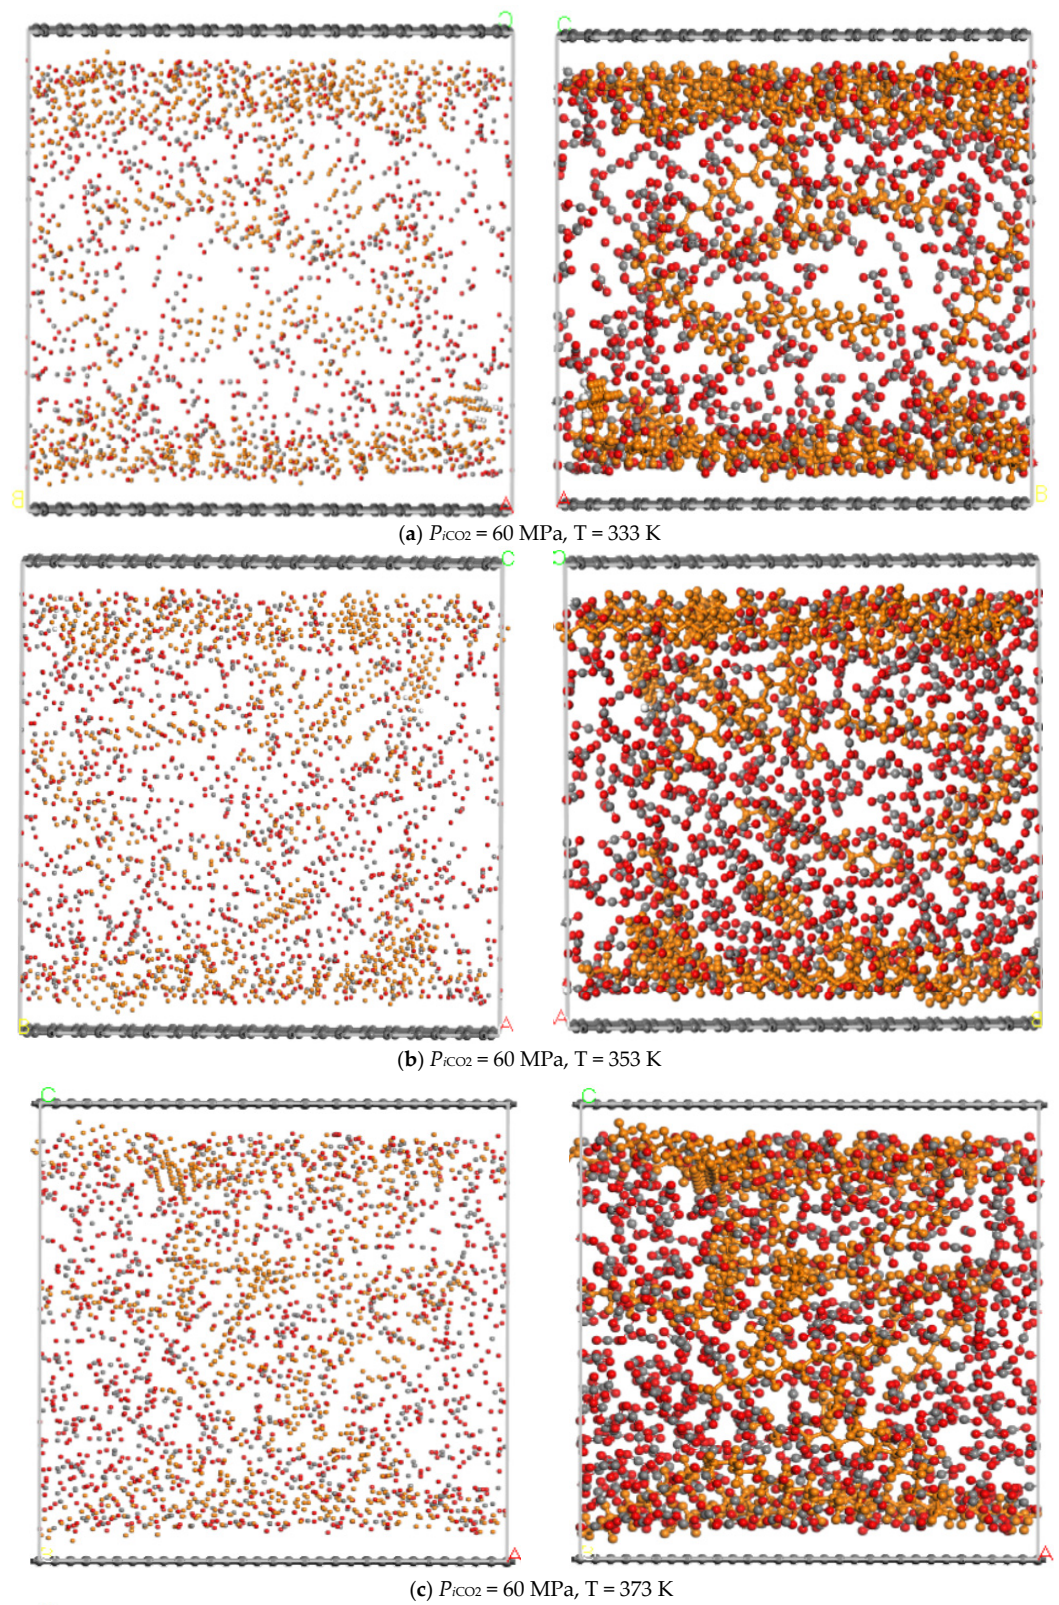 C C
B A A B
(a) PiCO2 = 60 MPa, T = 333 K
C C
B A A B
(b) PiCO2 = 60 MPa, T = 353 K
C C
A A
(c) PiCO2 = 60 MPa, T = 373 K